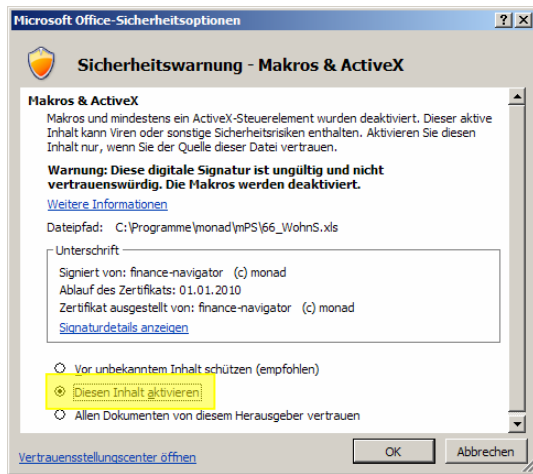 Microsoft Office-Sicherheitsoptionen
Sicherheitswarnung - Makros & ActiveX
Makros & ActiveX
Makros und mindestens ein ActiveX-Steuerelement wurden deaktiviert. Dieser aktive
Inhalt kann Viren oder sonstige Sicherheitsrisiken enthalten. Aktivieren Sie diesen
Inhalt nur, wenn Sie der Quelle dieser Datei vertrauen.
Warnung: Diese digitale Signatur ist ungültig und nicht
vertrauenswürdig. Die Makros werden deaktiviert.
Weitere Informationen
Dateipfad: C:\Programme\monad\mPS\66_WohnS.xls
Unterschrift
Signiert von: finance-navigator (c) monad
Ablauf des Zertifikats: 01.01.2010
Zertifikat ausgestellt von: finance-navigator (c) monad
Signaturdetails anzeigen
Vor unbekanntem Inhalt schützen (empfohlen)
Diesen Inhalt aktivieren
Allen Dokumenten von diesem Herausgeber vertrauen
Vertrauensstellungscenter öffnen
OK
Abbrechen